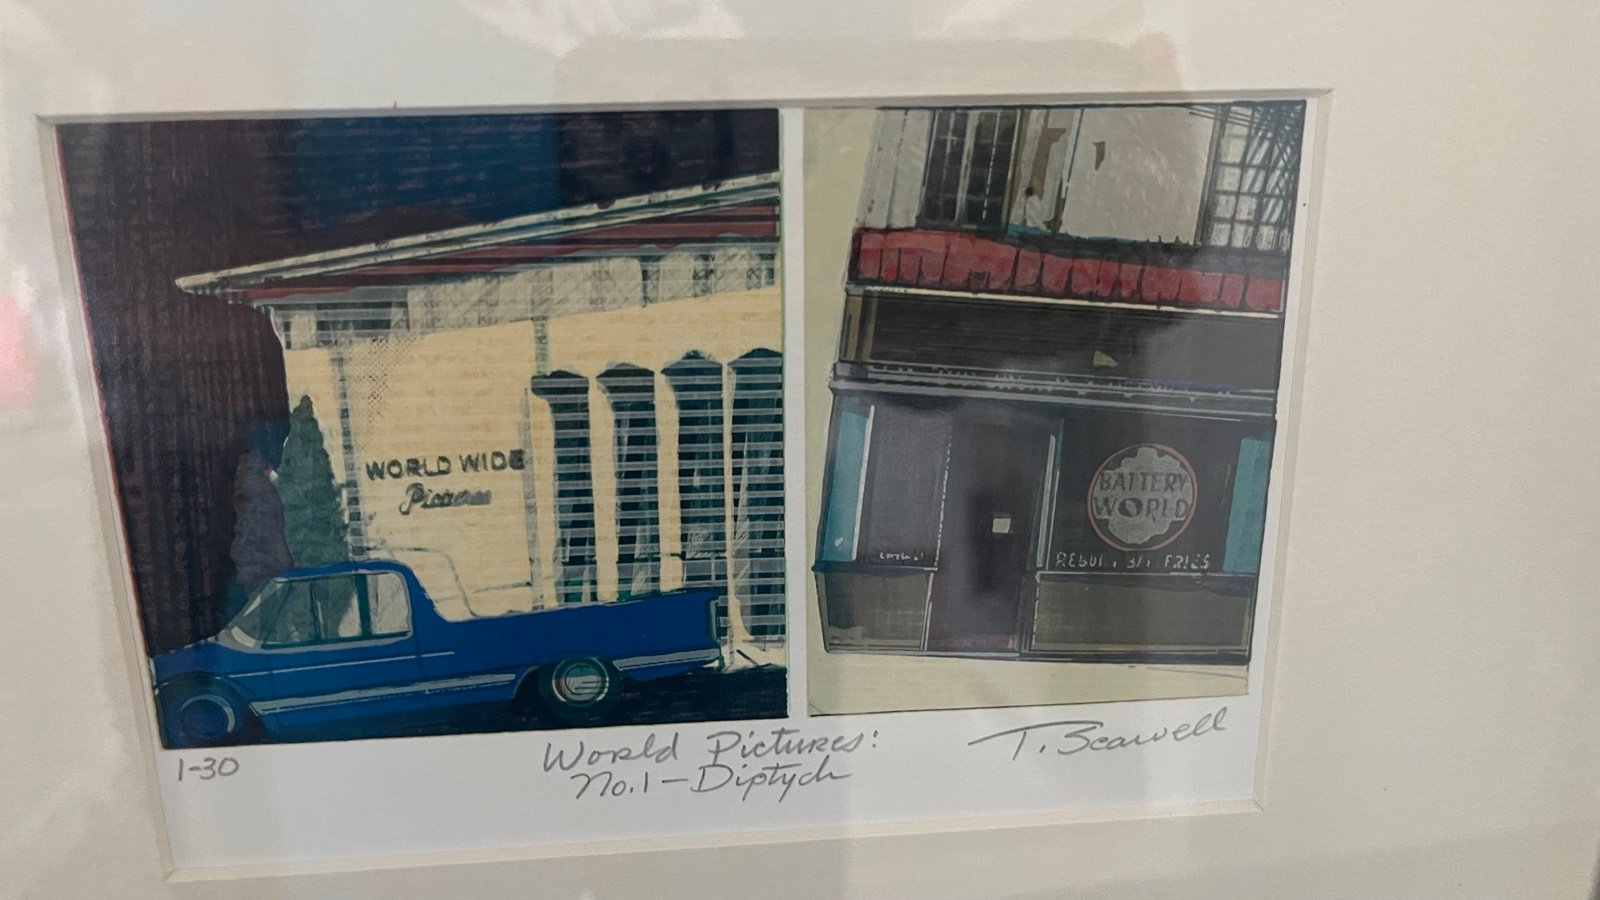 WORLD WIDE
Pictures
BATTERY
WORLD
1-30
World Pictures:
No.1-Diptych
T. Scawell